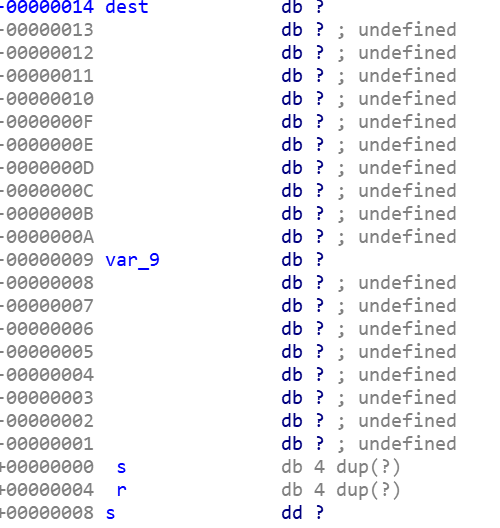 -00000014 dest db ?
-00000013 db ? ; undefined
-00000012 db ? ; undefined
-00000011 db ? ; undefined
-00000010 db ? ; undefined
-0000000F db ? ; undefined
-0000000E db ? ; undefined
-0000000D db ? ; undefined
-0000000C db ? ; undefined
-0000000B db ? ; undefined
-0000000A db ? ; undefined
-00000009 var_9 db ?
-00000008 db ? ; undefined
-00000007 db ? ; undefined
-00000006 db ? ; undefined
-00000005 db ? ; undefined
-00000004 db ? ; undefined
-00000003 db ? ; undefined
-00000002 db ? ; undefined
-00000001 db ? ; undefined
+00000000 s db 4 dup(?)
+00000004 r db 4 dup(?)
+00000008 s dd ?